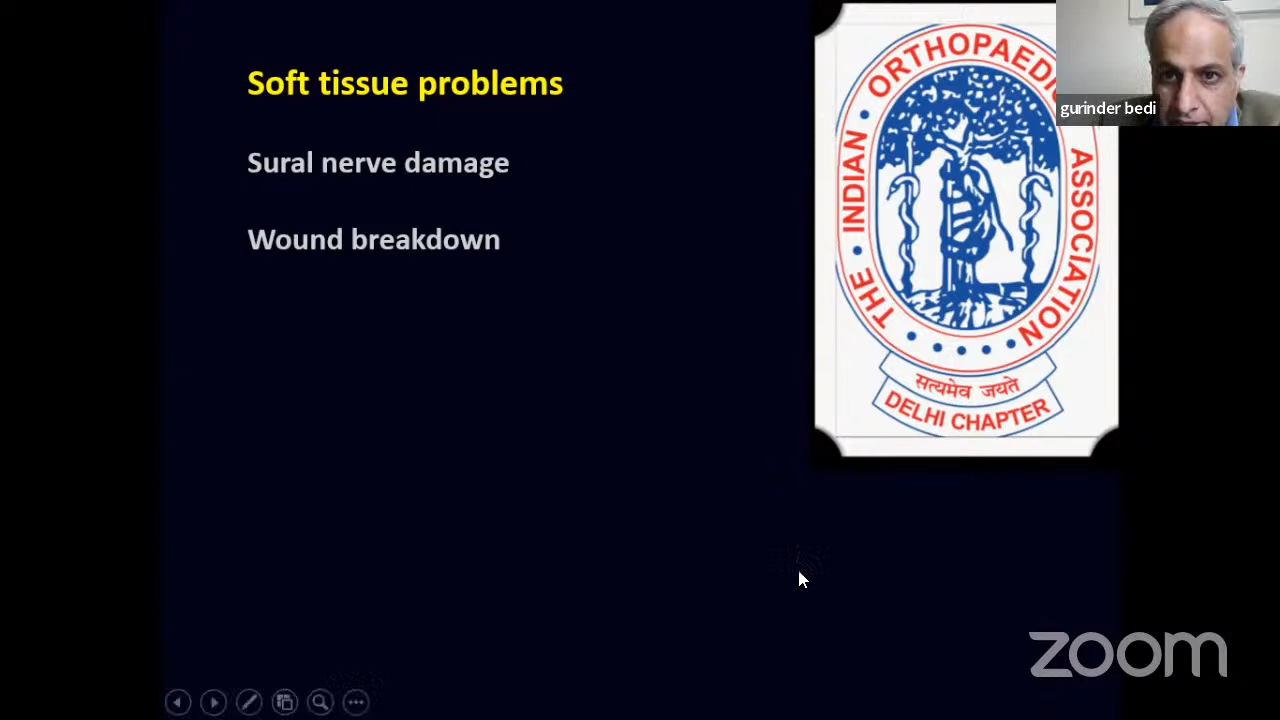 Soft tissue problems
Sural nerve damage
Wound breakdown
THE INDIAN ORTHOPAEDIC ASSOCIATION
सत्यमेव जयते
DELHI CHAPTER
gurinder bedi
zoom